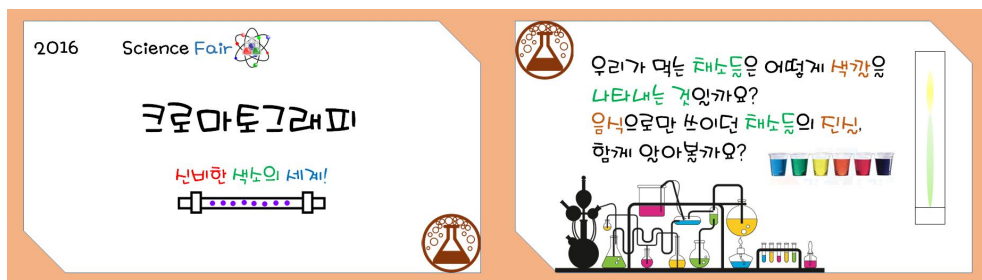 2016 Science Fair
크로마토그래피
신비한 색소의 세계!
우리가 먹는 채소들은 어떻게 색깔을
나타내는 것인까요?
음식으로만 쓰이던 채소들의 진실,
함께 알아볼까요?